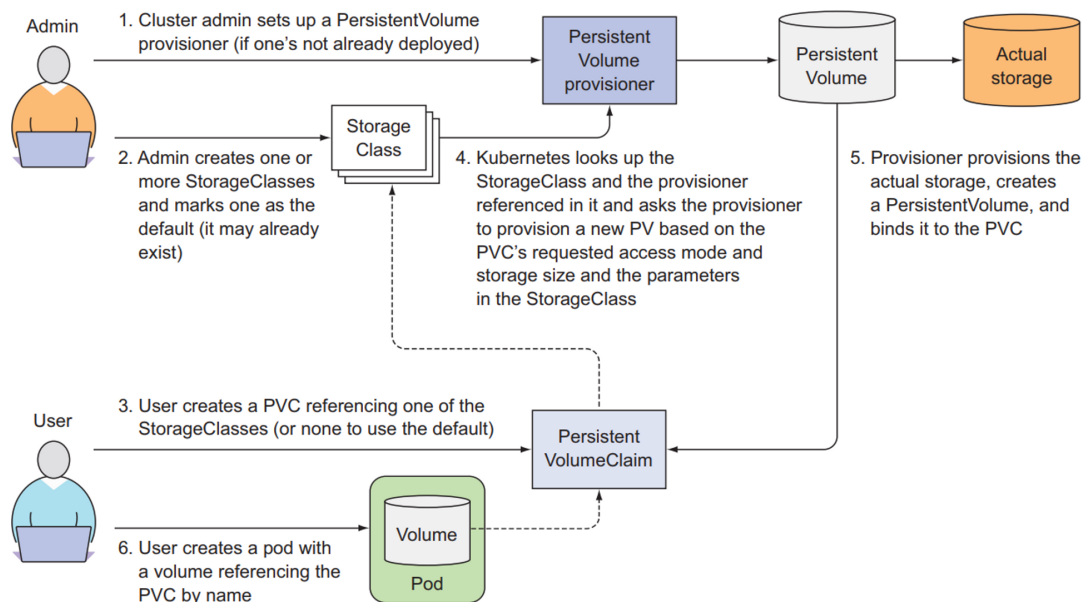 Admin
1. Cluster admin sets up a PersistentVolume
provisioner (if one's not already deployed)
Persistent
Volume
provisioner
Persistent
Volume
Actual
storage
Storage
Class
2. Admin creates one or
more StorageClasses
and marks one as the
default (it may already
exist)
4. Kubernetes looks up the
StorageClass and the provisioner
referenced in it and asks the provisioner
to provision a new PV based on the
PVC's requested access mode and
storage size and the parameters
in the StorageClass
5. Provisioner provisions the
actual storage, creates
a PersistentVolume, and
binds it to the PVC
User
3. User creates a PVC referencing one of the
StorageClasses (or none to use the default)
Persistent
VolumeClaim
Volume
Pod
6. User creates a pod with
a volume referencing the
PVC by name